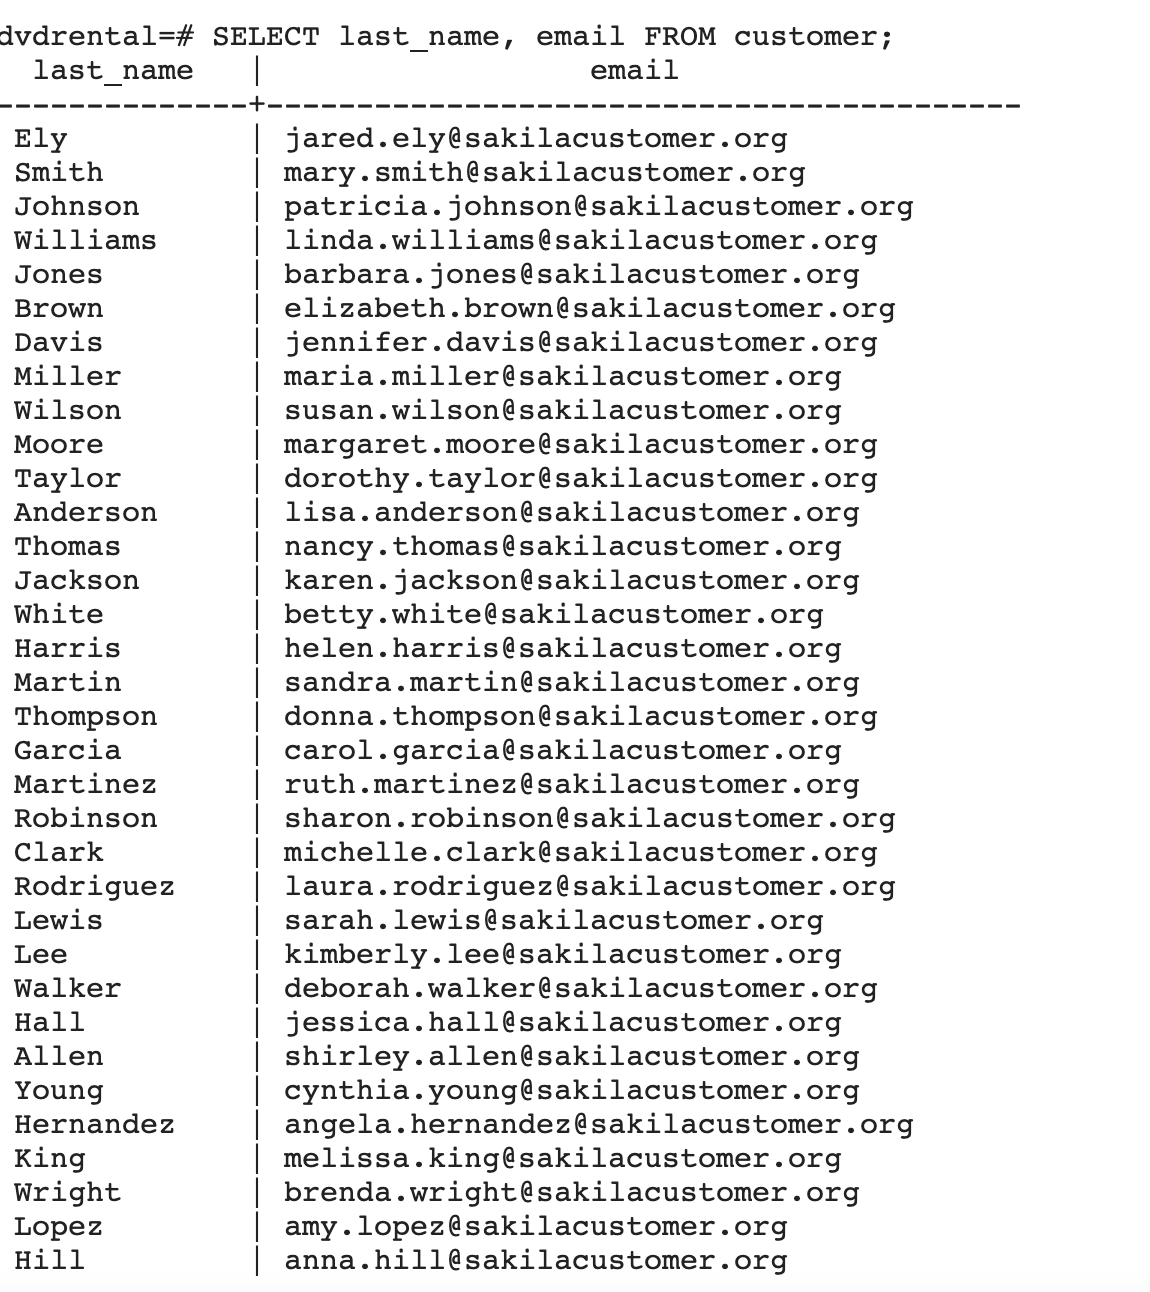 dvdrental=# SELECT last_name, email FROM customer;
last_name | email
--------------+------------------------------------------
Ely | jared.ely@sakilacustomer.org
Smith | mary.smith@sakilacustomer.org
Johnson | patricia.johnson@sakilacustomer.org
Williams | linda.williams@sakilacustomer.org
Jones | barbara.jones@sakilacustomer.org
Brown | elizabeth.brown@sakilacustomer.org
Davis | jennifer.davis@sakilacustomer.org
Miller | maria.miller@sakilacustomer.org
Wilson | susan.wilson@sakilacustomer.org
Moore | margaret.moore@sakilacustomer.org
Taylor | dorothy.taylor@sakilacustomer.org
Anderson | lisa.anderson@sakilacustomer.org
Thomas | nancy.thomas@sakilacustomer.org
Jackson | karen.jackson@sakilacustomer.org
White | betty.white@sakilacustomer.org
Harris | helen.harris@sakilacustomer.org
Martin | sandra.martin@sakilacustomer.org
Thompson | donna.thompson@sakilacustomer.org
Garcia | carol.garcia@sakilacustomer.org
Martinez | ruth.martinez@sakilacustomer.org
Robinson | sharon.robinson@sakilacustomer.org
Clark | michelle.clark@sakilacustomer.org
Rodriguez | laura.rodriguez@sakilacustomer.org
Lewis | sarah.lewis@sakilacustomer.org
Lee | kimberly.lee@sakilacustomer.org
Walker | deborah.walker@sakilacustomer.org
Hall | jessica.hall@sakilacustomer.org
Allen | shirley.allen@sakilacustomer.org
Young | cynthia.young@sakilacustomer.org
Hernandez | angela.hernandez@sakilacustomer.org
King | melissa.king@sakilacustomer.org
Wright | brenda.wright@sakilacustomer.org
Lopez | amy.lopez@sakilacustomer.org
Hill | anna.hill@sakilacustomer.org